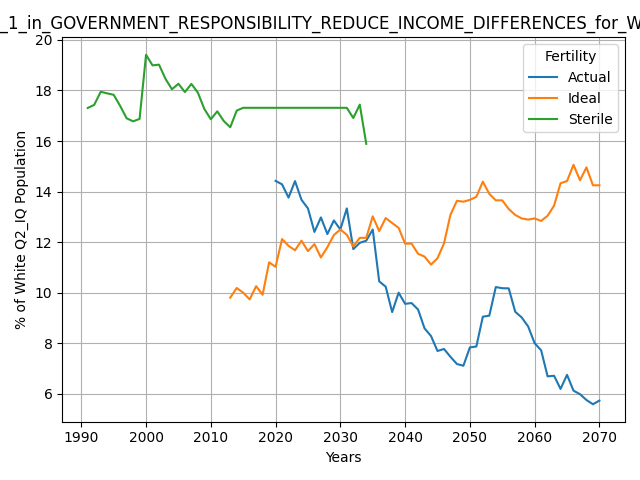 _1_in_GOVERNMENT_RESPONSIBILITY_REDUCE_INCOME_DIFFERENCES_for_W
Fertility
Actual
Ideal
Sterile
% of White Q2_IQ Population
20
18
16
14
12
10
8
6
1990
2000
2010
2020
2030
2040
2050
2060
2070
Years